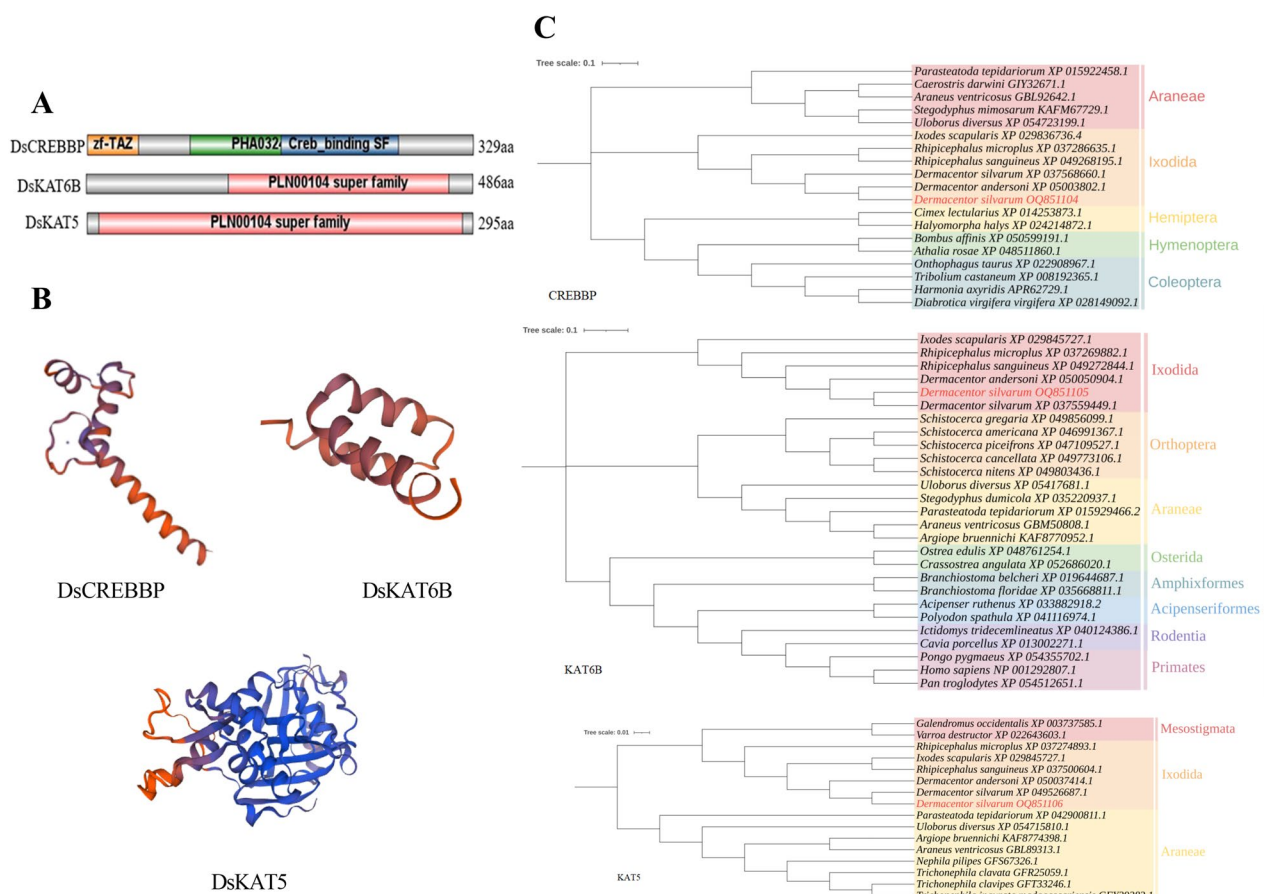 A
DsCREBBP zf-TAZ PHA032 Creb_binding SF 329aa
DsKAT6B PLN00104 super family 486aa
DsKAT5 PLN00104 super family 295aa
B
DsCREBBP
DsKAT6B
DsKAT5
C
Tree scale: 0.1
Parasteatoda tepidariorum XP 015922458.1
Caerostris darwini GIY32671.1
Araneus ventricosus GBL92642.1
Stegodyphus mimosarum KAFM67729.1
Uloborus diversus XP 054723199.1
Araneae
Ixodes scapularis XP 029836736.4
Rhipicephalus microplus XP 037286635.1
Rhipicephalus sanguineus XP 049268195.1
Dermacentor silvarum XP 037568660.1
Dermacentor andersoni XP 05003802.1
Dermacentor silvarum OQ851104
Ixodida
Cimex lectularius XP 014253873.1
Halyomorpha halys XP 024214872.1
Hemiptera
Bombus affinis XP 050599191.1
Athalia rosae XP 048511860.1
Hymenoptera
Onthophagus taurus XP 022908967.1
Tribolium castaneum XP 008192365.1
Harmonia axyridis APR62729.1
Diabrotica virgifera virgifera XP 028149092.1
Coleoptera
CREBBP
Tree scale: 0.1
Ixodes scapularis XP 029845727.1
Rhipicephalus microplus XP 037269882.1
Rhipicephalus sanguineus XP 049272844.1
Dermacentor andersoni XP 050050904.1
Dermacentor silvarum OQ851105
Dermacentor silvarum XP 037559449.1
Ixodida
Schistocerca gregaria XP 049856099.1
Schistocerca americana XP 046991367.1
Schistocerca piceifrons XP 047109527.1
Schistocerca cancellata XP 049773106.1
Schistocerca nitens XP 049803436.1
Orthoptera
Uloborus diversus XP 05417681.1
Stegodyphus dumicola XP 035220937.1
Parasteatoda tepidariorum XP 015929466.2
Araneus ventricosus GBM50808.1
Argiope bruennichi KAF8770952.1
Araneae
Ostrea edulis XP 048761254.1
Crassostrea angulata XP 052686020.1
Osterida
Branchiostoma belcheri XP 019644687.1
Branchiostoma floridae XP 035668811.1
Amphixformes
Acipenser ruthenus XP 033882918.2
Polyodon spathula XP 041116974.1
Acipenseriformes
Ictidomys tridecemlineatus XP 040124386.1
Cavia porcellus XP 013002271.1
Rodentia
Pongo pygmaeus XP 054355702.1
Homo sapiens NP 001292807.1
Pan troglodytes XP 054512651.1
Primates
KAT6B
Tree scale: 0.01
Galendromus occidentalis XP 003737585.1
Varroa destructor XP 022643603.1
Mesostigmata
Rhipicephalus microplus XP 037274893.1
Ixodes scapularis XP 029845727.1
Rhipicephalus sanguineus XP 037500604.1
Dermacentor andersoni XP 050037414.1
Dermacentor silvarum XP 049526687.1
Dermacentor silvarum OQ851106
Ixodida
Parasteatoda tepidariorum XP 042900811.1
Uloborus diversus XP 054715810.1
Argiope bruennichi KAF8774398.1
Araneus ventricosus GBL89313.1
Nephila pilipes GFS67326.1
Trichonephila clavata GFR25059.1
Trichonephila clavipes GFT33246.1
Araneae
KAT5